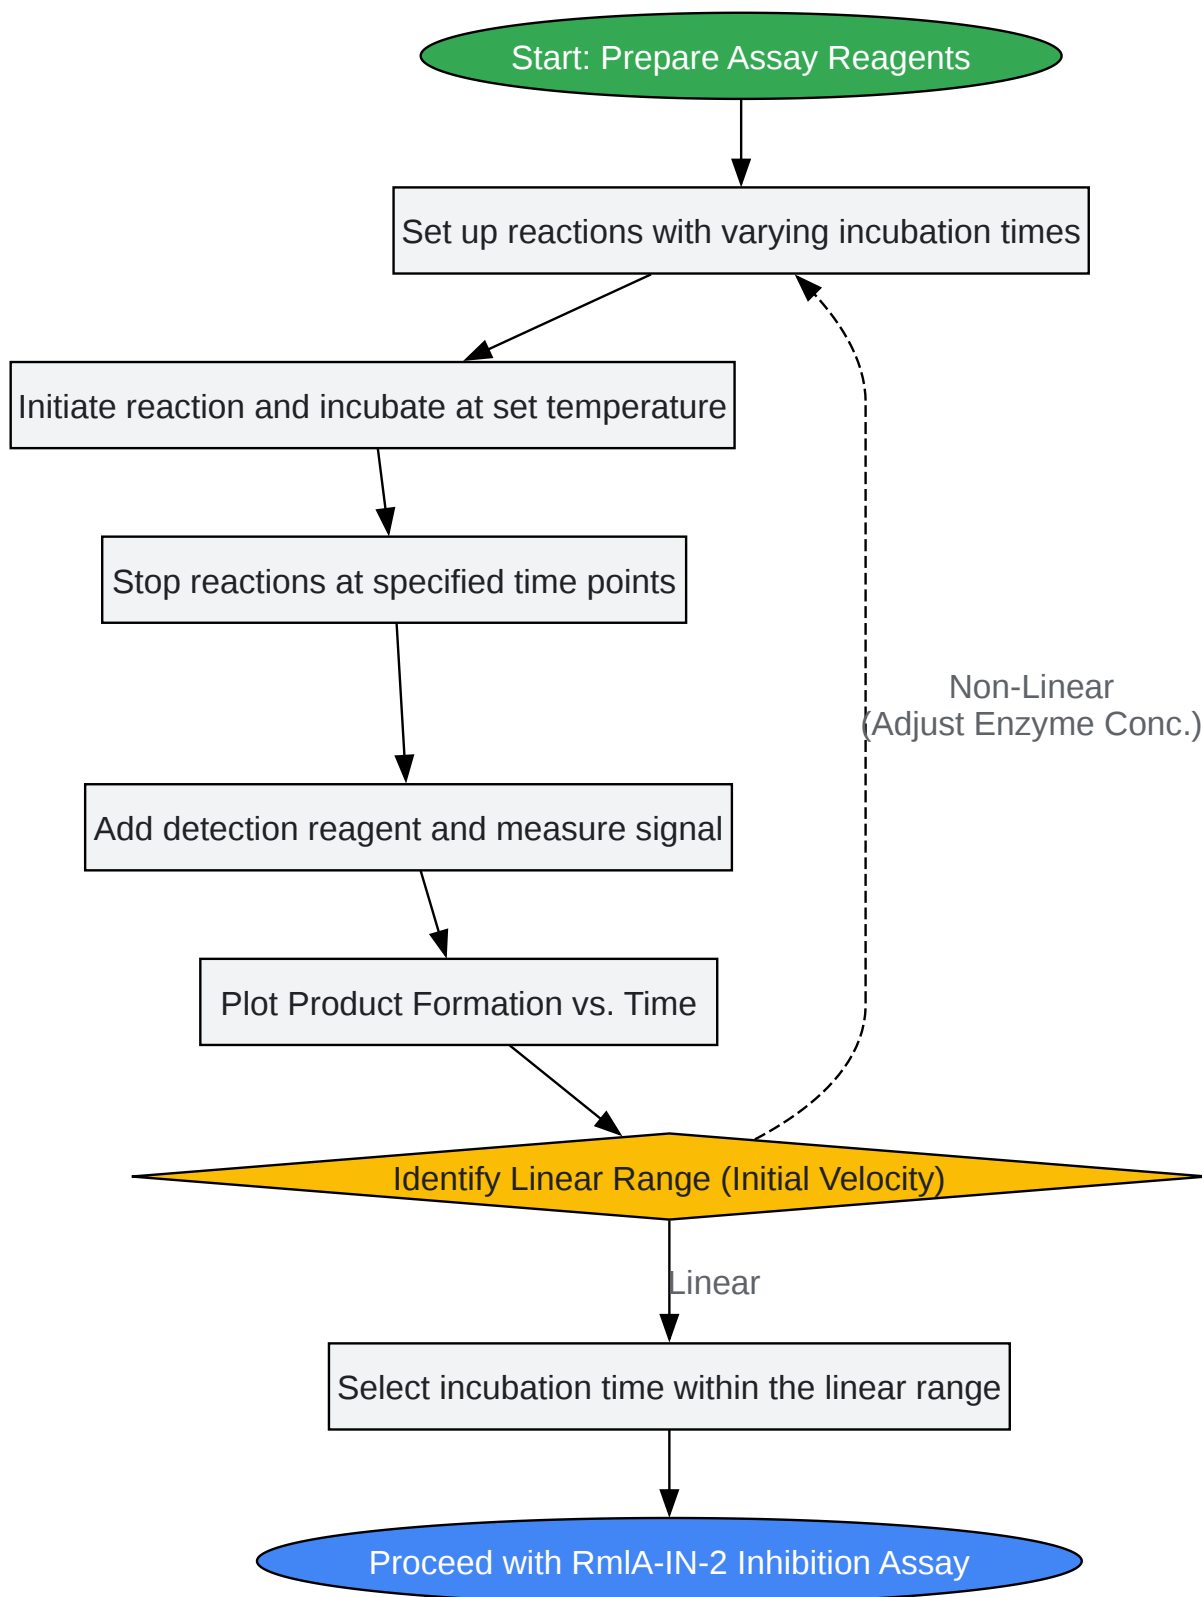 Start: Prepare Assay Reagents
Set up reactions with varying incubation times
Initiate reaction and incubate at set temperature
Stop reactions at specified time points
Non-Linear
(Adjust Enzyme Conc.)
Add detection reagent and measure signal
Plot Product Formation vs. Time
Identify Linear Range (Initial Velocity)
Linear
Select incubation time within the linear range
Proceed with RmlA-IN-2 Inhibition Assay